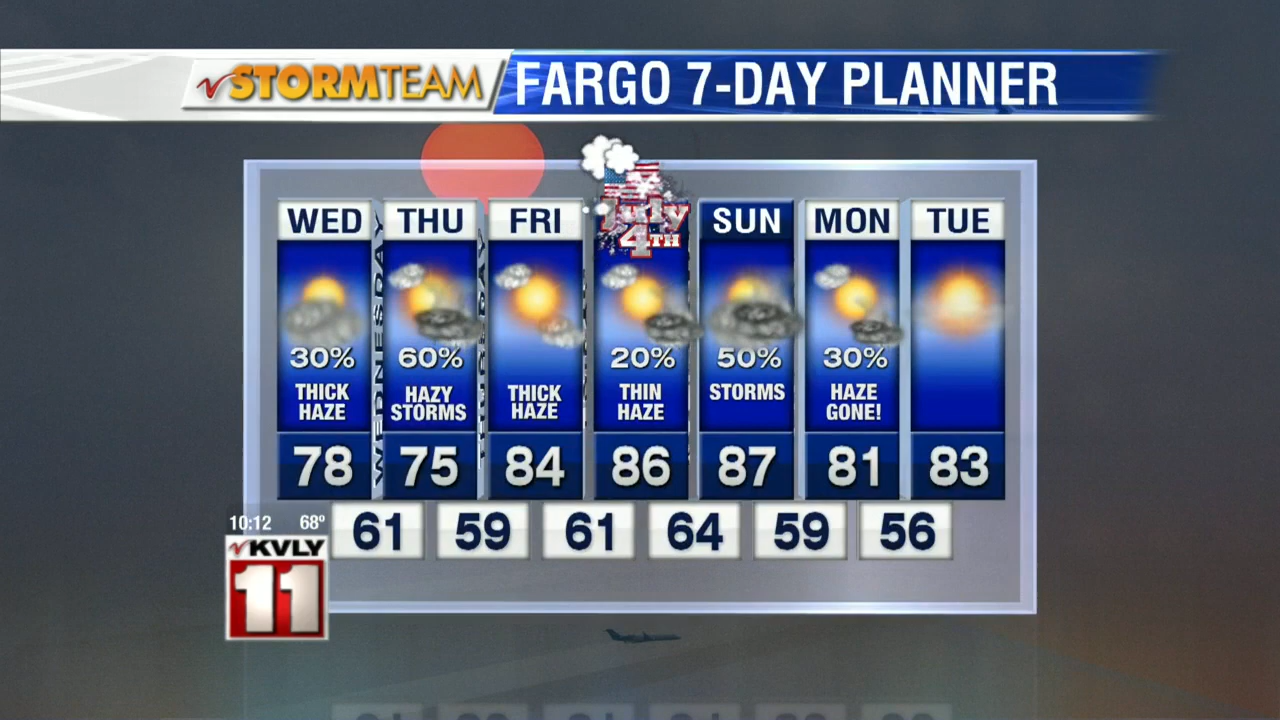 STORMTEAM FARGO 7-DAY PLANNER
WED THU FRI July 4TH SUN MON TUE
WEDNESDAY
30% 60% 20% 50% 30%
THICK HAZE
HAZY STORMS
THICK HAZE
THIN HAZE
STORMS
HAZE GONE!
78 75 84 86 87 81 83
61 59 61 64 59 56
10:12 68º
KVLY
11